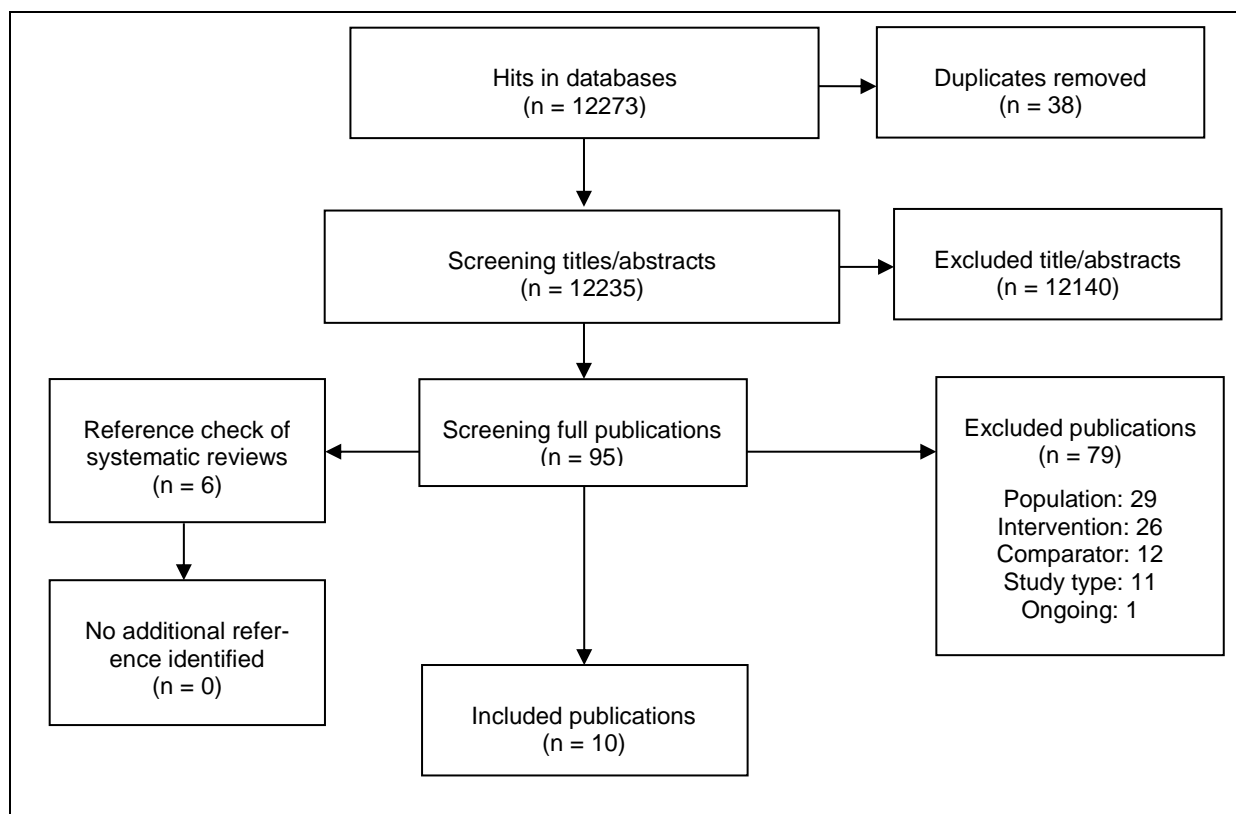 Hits in databases
(n = 12273)
Duplicates removed
(n = 38)
Screening titles/abstracts
(n = 12235)
Excluded title/abstracts
(n = 12140)
Reference check of
systematic reviews
(n = 6)
Screening full publications
(n = 95)
Excluded publications
(n = 79)
Population: 29
Intervention: 26
Comparator: 12
Study type: 11
Ongoing: 1
No additional refer-
ence identified
(n = 0)
Included publications
(n = 10)